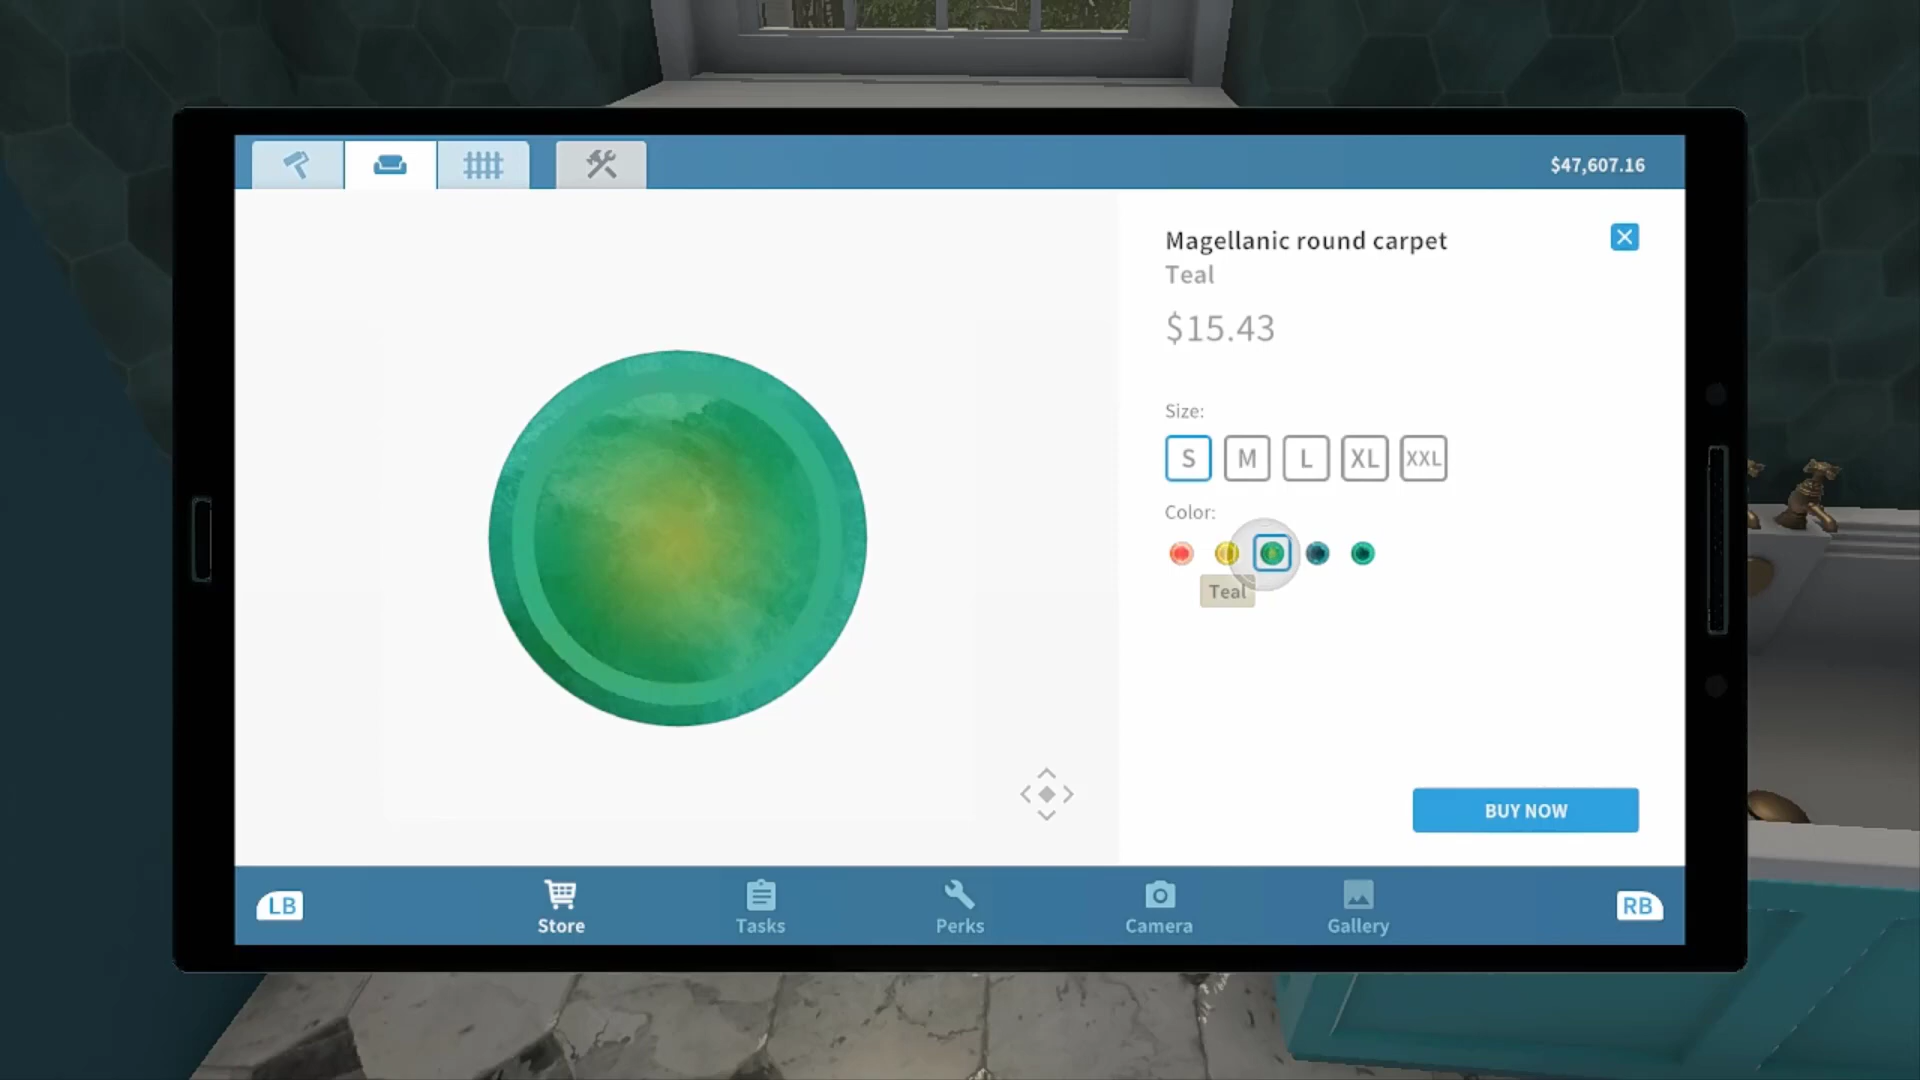 $47,607.16
Magellanic round carpet
Teal
$15.43
Size:
S M L XL XXL
Color:
Teal
BUY NOW
LB
Store
Tasks
Perks
Camera
Gallery
RB